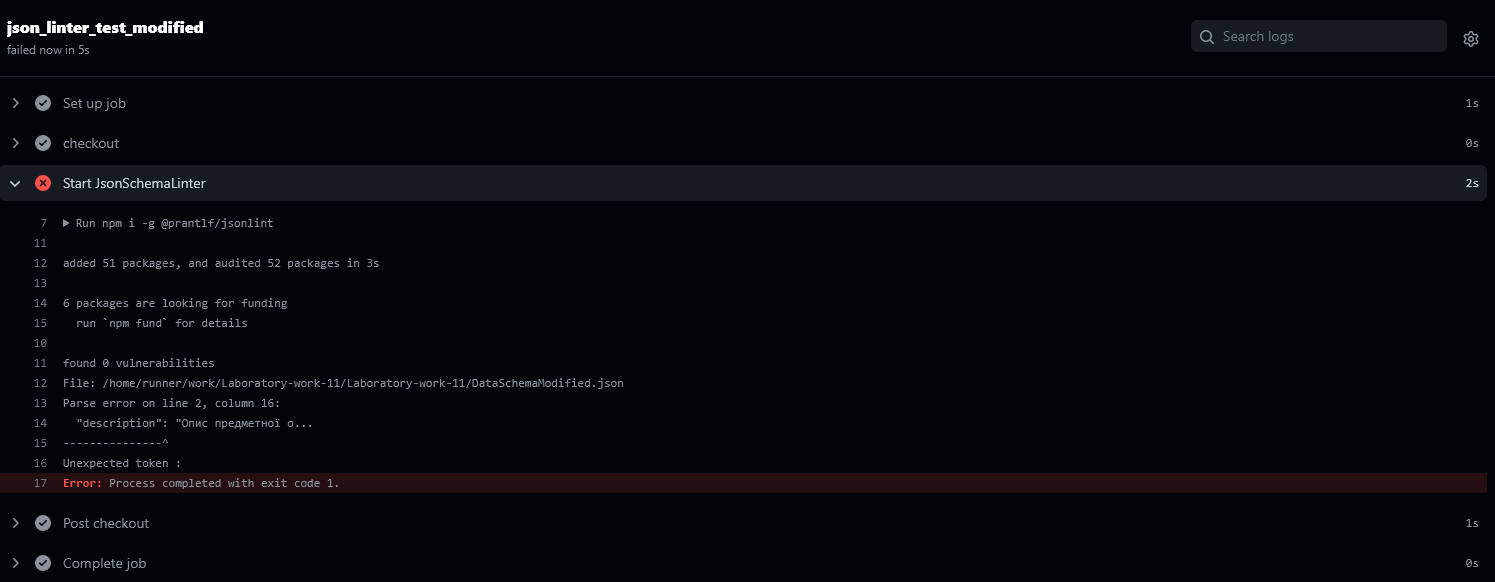 json_linter_test_modified
failed now in 5s
Search logs
Set up job 1s
checkout 0s
Start JsonSchemaLinter 2s
7 Run npm i -g @prantlf/jsonlint
11
12 added 51 packages, and audited 52 packages in 3s
13
14 6 packages are looking for funding
15 run `npm fund` for details
10
11 found 0 vulnerabilities
12 File: /home/runner/work/Laboratory-work-11/Laboratory-work-11/DataSchemaModified.json
13 Parse error on line 2, column 16:
14 "description": "Опис предметної о...
15 ---------------^
16 Unexpected token :
17 Error: Process completed with exit code 1.
Post checkout 1s
Complete job 0s